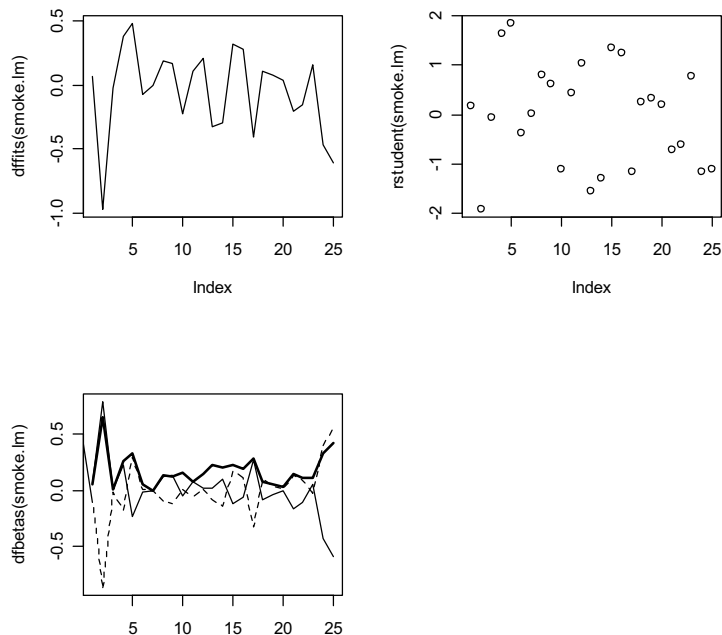 dffits(smoke.lm)
0.5
0.0
-0.5
-1.0
5 10 15 20 25
Index
rstudent(smoke.lm)
2
1
0
-1
-2
5 10 15 20 25
Index
dfbetas(smoke.lm)
0.5
0.0
-0.5
5 10 15 20 25